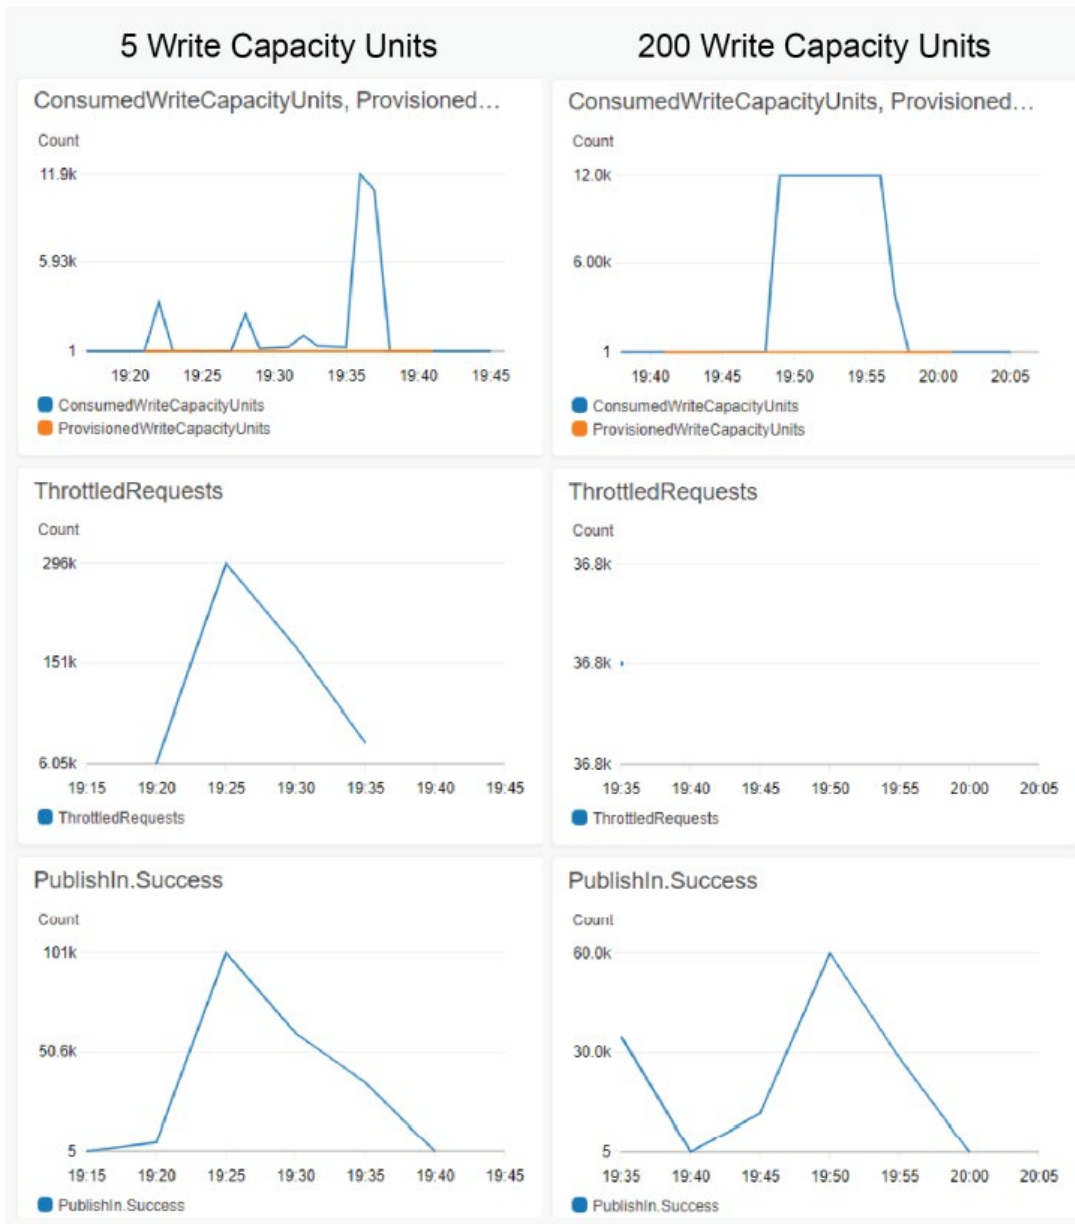 5 Write Capacity Units
200 Write Capacity Units
ConsumedWriteCapacityUnits, Provisioned...
Count
11.9k
5.93k
1
19:20 19:25 19:30 19:35 19:40 19:45
ConsumedWriteCapacityUnits
ProvisionedWriteCapacityUnits
ConsumedWriteCapacityUnits, Provisioned...
Count
12.0k
6.00k
1
19:40 19:45 19:50 19:55 20:00 20:05
ConsumedWriteCapacityUnits
ProvisionedWriteCapacityUnits
ThrottledRequests
Count
296k
151k
6.05k
19:15 19:20 19:25 19:30 19:35 19:40 19:45
ThrottledRequests
ThrottledRequests
Count
36.8k
36.8k
36.8k
19:35 19:40 19:45 19:50 19:55 20:00 20:05
ThrottledRequests
PublishIn.Success
Count
101k
50.6k
5
19:15 19:20 19:25 19:30 19:35 19:40 19:45
PublishIn.Success
PublishIn.Success
Count
60.0k
30.0k
5
19:35 19:40 19:45 19:50 19:55 20:00 20:05
PublishIn.Success